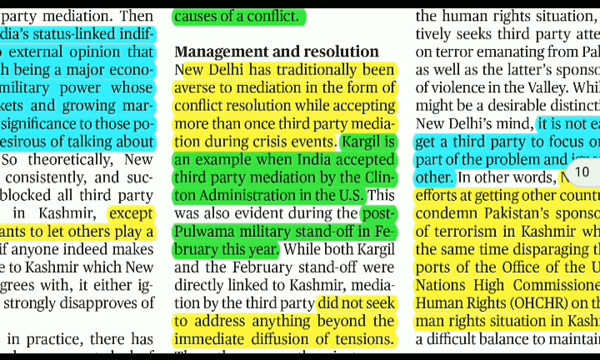 party mediation. Then
dia's status-linked indif-
external opinion that
h being a major econo-
military power whose
kets and growing mar-
significance to those po-
esirous of talking about
So theoretically, New
consistently, and suc-
blocked all third party
in Kashmir, except
ants to let others play a
if anyone indeed makes
e to Kashmir which New
grees with, it either ig-
strongly disapproves of
in practice, there has
causes of a conflict.
Management and resolution
New Delhi has traditionally been
averse to mediation in the form of
conflict resolution while accepting
more than once third party media-
tion during crisis events. Kargil is
an example when India accepted
third party mediation by the Clin-
ton Administration in the U.S. This
was also evident during the post-
Pulwama military stand-off in Fe-
bruary this year. While both Kargil
and the February stand-off were
directly linked to Kashmir, media-
tion by the third party did not seek
to address anything beyond the
immediate diffusion of tensions.
the human rights situation,
tively seeks third party atte
on terror emanating from Pak
as well as the latter's sponso
of violence in the Valley. Whil
might be a desirable distincti
New Delhi's mind, it is not ea
get a third party to focus on
part of the problem and
other. In other words, N
10
efforts at getting other count
condemn Pakistan's sponso
of terrorism in Kashmir wh
the same time disparaging th
ports of the Office of the U
Nations High Commissione
Human Rights (OHCHR) on th
man rights situation in Kash
a difficult balance to maintain